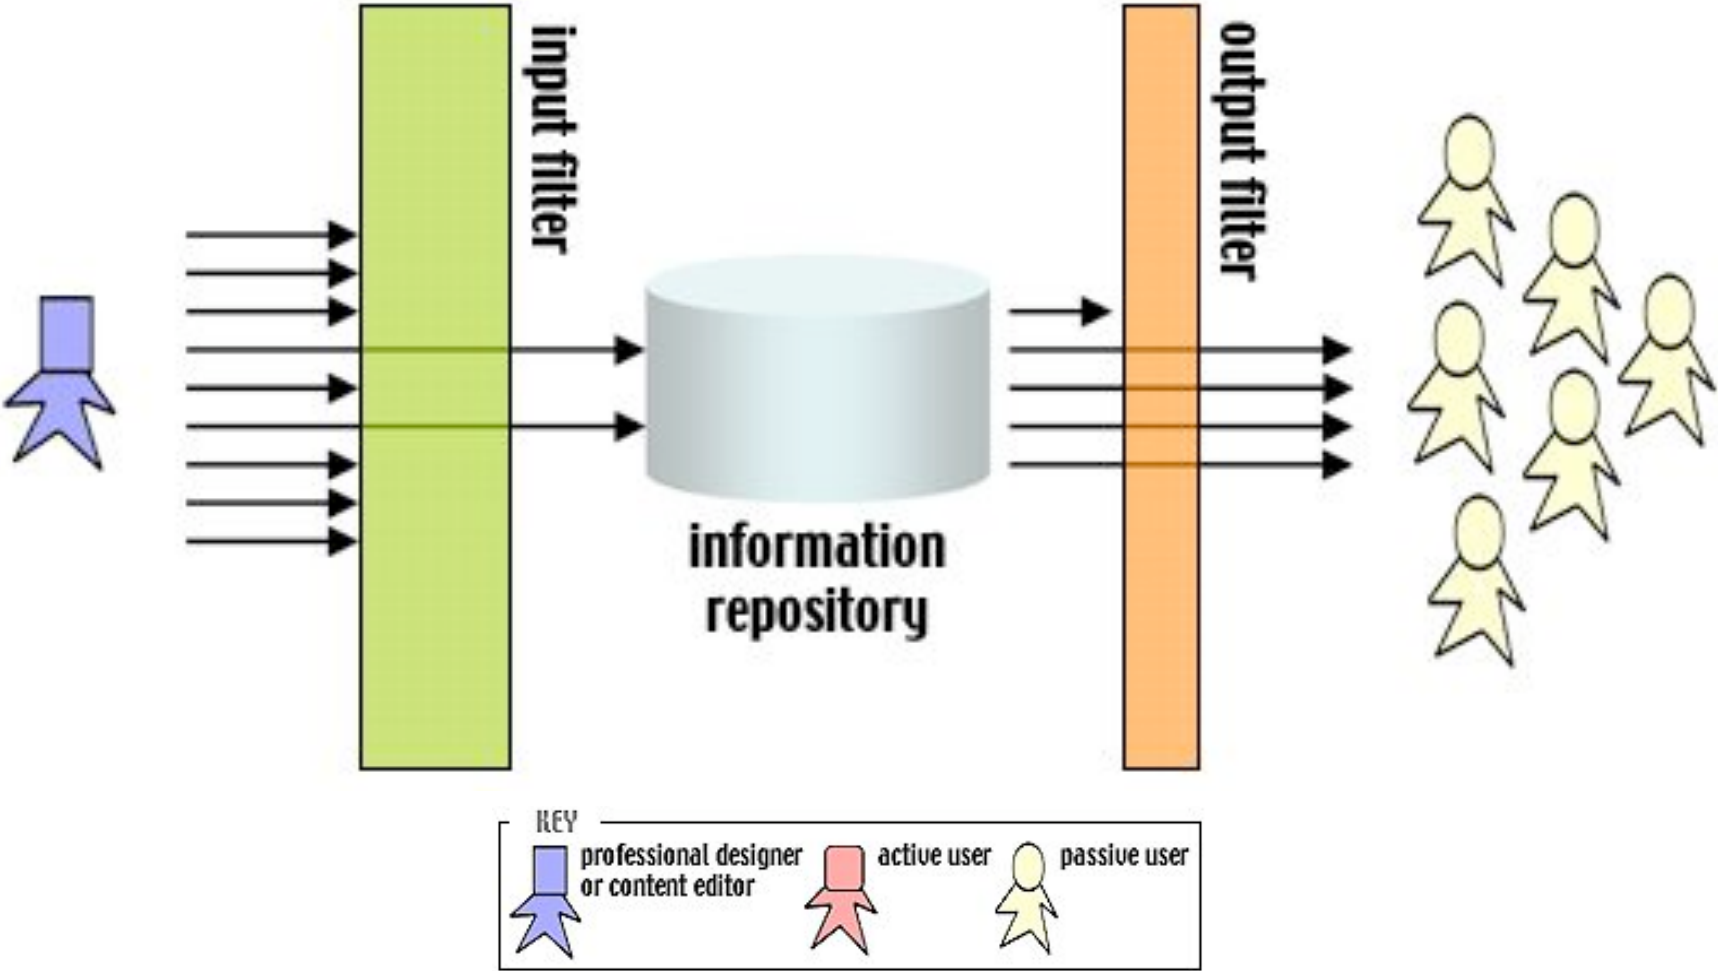 input filter
output filter
information
repository
KEY
professional designer
or content editor
active user
passive user